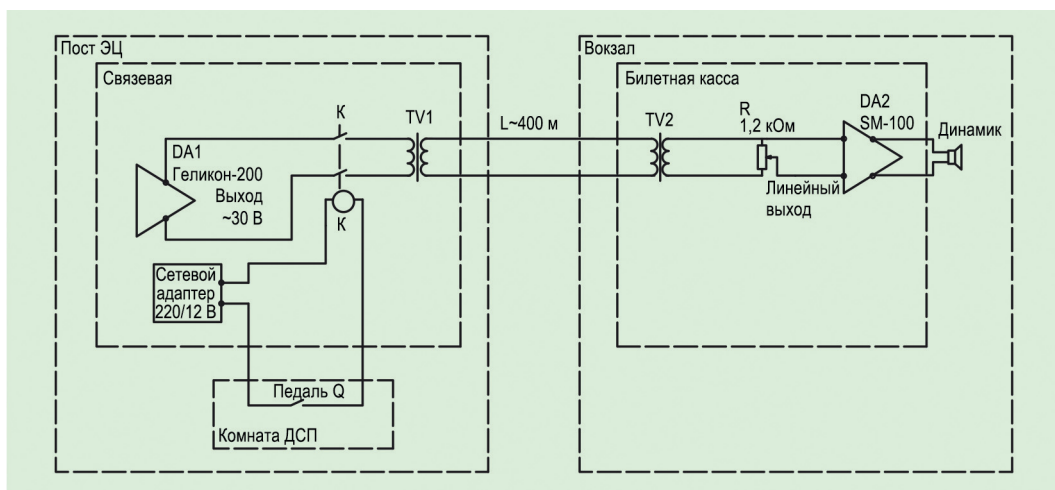 Пост ЭЦ
Связевая
К
TV1
DA1
Геликон-200
Выход
~30 В
К
Сетевой
адаптер
220/12 В
Педаль Q
Комната ДСП
L~400 м
Вокзал
Билетная касса
TV2
R
1,2 кОм
Линейный
выход
DA2
SM-100
Динамик